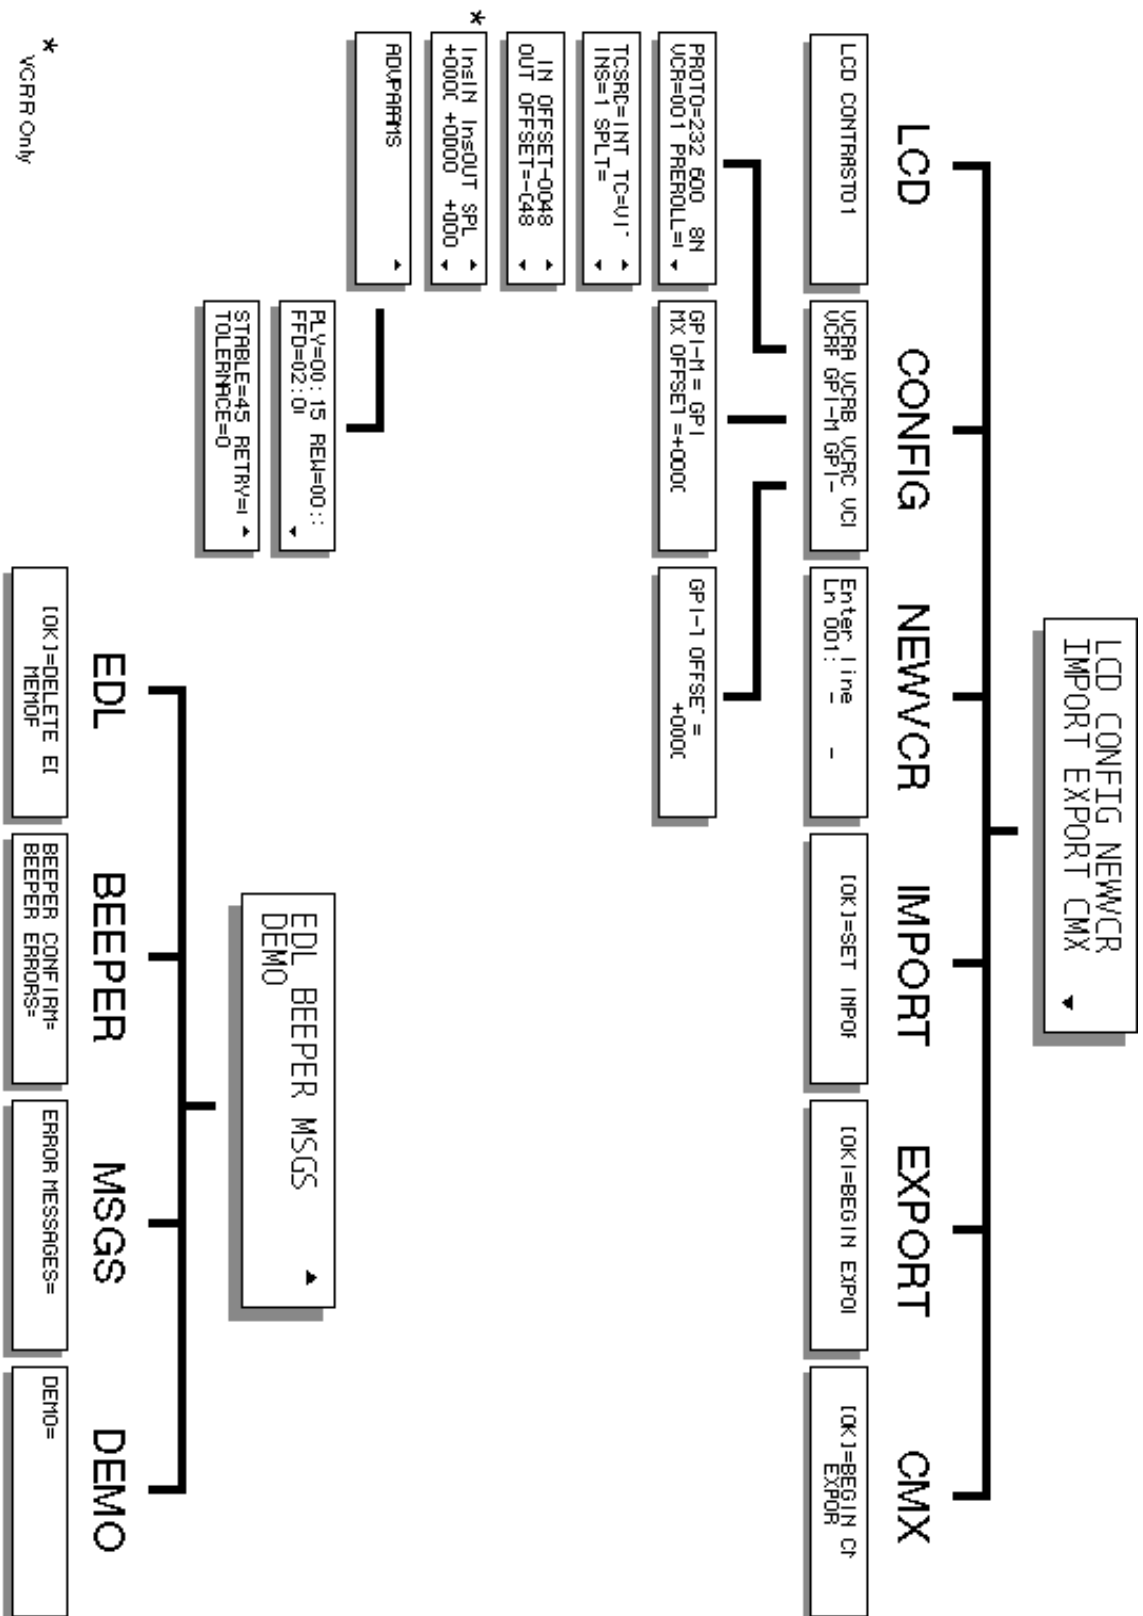 LCD CONFIG NEWVCR
IMPORT EXPORT CMX
LCD
CONFIG
NEWVCR
IMPORT
EXPORT
CMX
LCD CONTRAST01
VCRA VCRB VCRC VCI
VCRF GPI-M GPI-
Enter line
Ln 001: - -
[OK]=SET IMPOF
[OK]=BEGIN EXPOI
[OK]=BEGIN CM
EXPOR
PROTO=232 600 8N
VCR=001 PREROLL=I
TCSRC=INT TC=VI
INS=1 SPLT=
IN OFFSET-0048
OUT OFFSET=-C48
* InsIN InsOUT SPL
+000C +0000 +000
ADVPARMS
GPI-M = GPI
MX OFFSET =+000C
GPI-1 OFFSE =
+000C
PLY=00:15 REW=00::
FFD=02:0
STABLE=45 RETRY=I
TOLERNACE=0
EDL BEEPER MSGS
DEMO
EDL
BEEPER
MSGS
DEMO
[OK]=DELETE E
MEMOF
BEEPER CONFIRM=
BEEPER ERRORS=
ERROR MESSAGES=
DEMO=
* VCRR Only